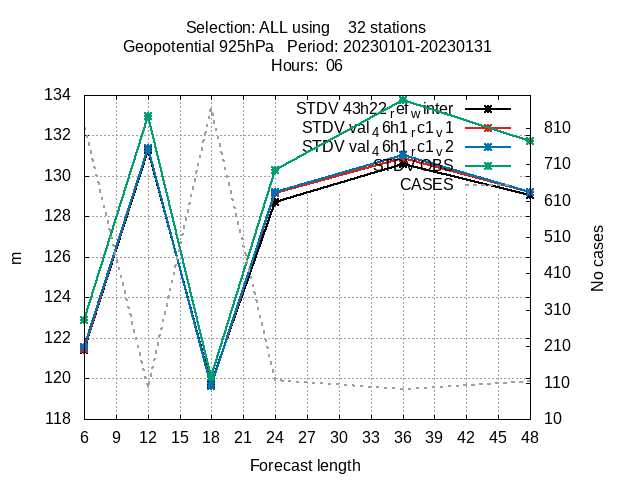 Selection: ALL using 32 stations
Geopotential 925hPa Period: 20230101-20230131
Hours: 06
134
132
130
128
126
124
122
120
118
m
STDV 43h22_ref_winter
STDV val_46h1_rc1_v1
STDV val_46h1_rc1_v2
STDV OBS
CASES
810
710
610
510
410
310
210
110
10
No cases
6 9 12 15 18 21 24 27 30 33 36 39 42 45 48
Forecast length